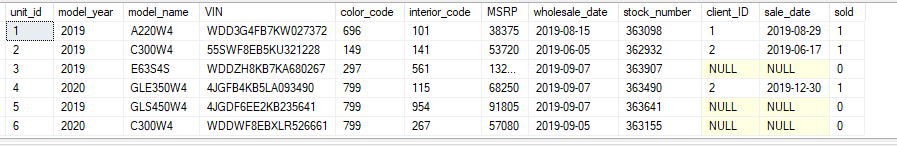 unit_id model_year model_name VIN color_code interior_code MSRP wholesale_date stock_number client_ID sale_date sold
1 2019 A220W4 WDD3G4FB7KW027372 696 101 38375 2019-08-15 363098 1 2019-08-29 1
2 2019 C300W4 55SWF8EB5KU321228 149 141 53720 2019-06-05 362932 2 2019-06-17 1
3 2019 E63S4S WDDZH8KB7KA680267 297 561 132... 2019-09-07 363907 NULL NULL 0
4 2020 GLE350W4 4JGFB4KB5LA093490 799 115 68250 2019-09-07 363490 2 2019-12-30 1
5 2019 GLS450W4 4JGDF6EE2KB235641 799 954 91805 2019-09-07 363641 NULL NULL 0
6 2020 C300W4 WDDWF8EBXLR526661 799 267 57080 2019-09-05 363155 NULL NULL 0